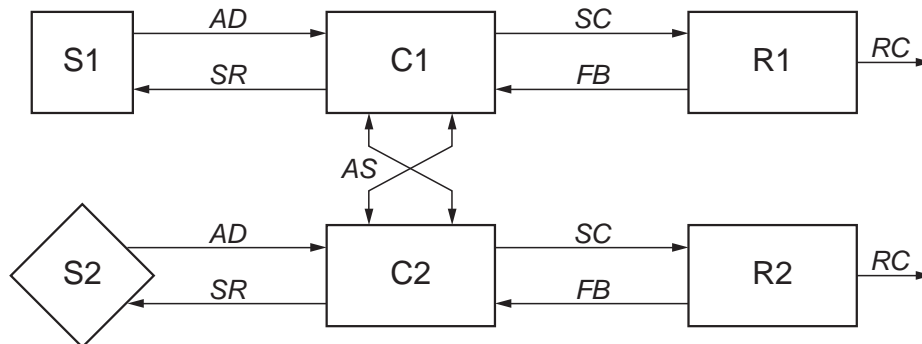 S1 AD SR C1 SC FB R1 RC
AS
S2 AD SR C2 SC FB R2 RC